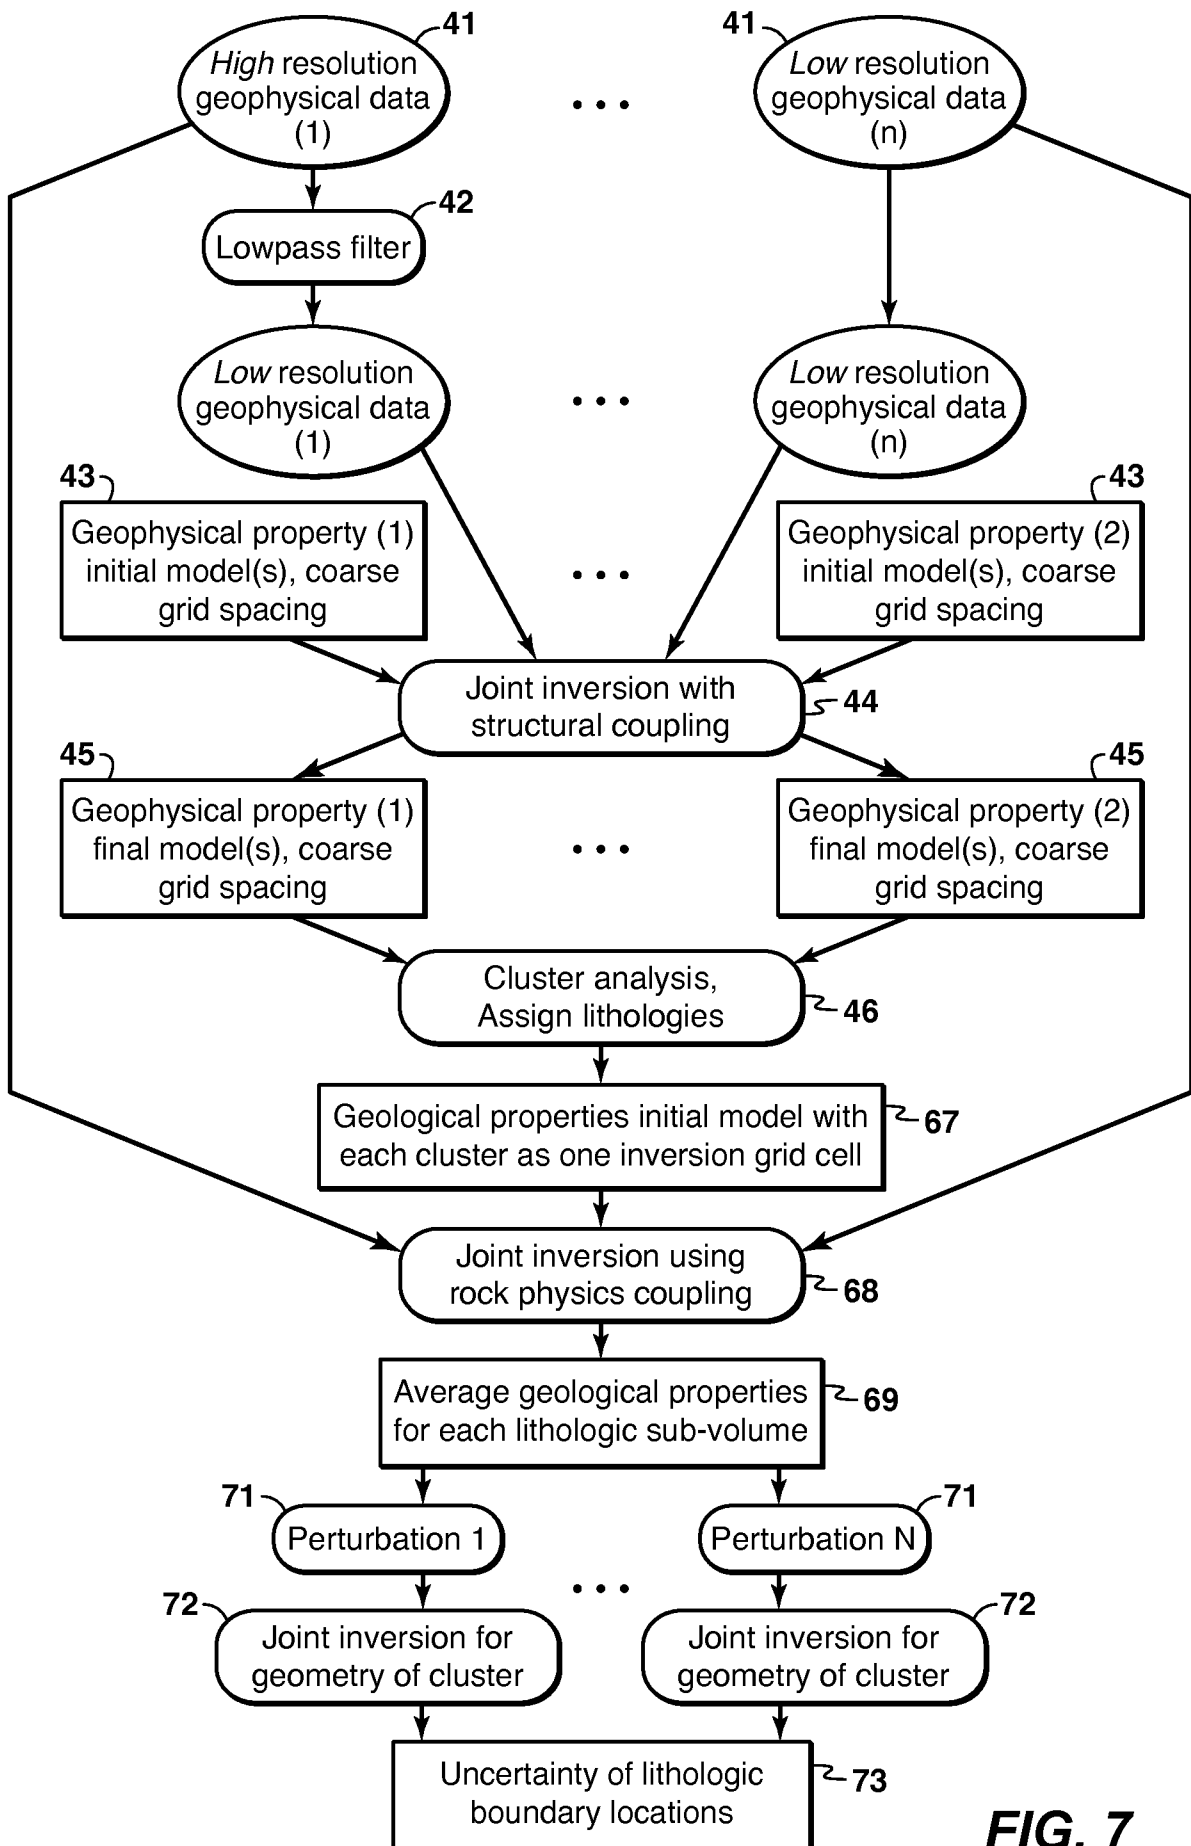 41
41
High resolution
geophysical data
(1)
• • •
Low resolution
geophysical data
(n)
42
Lowpass filter
Low resolution
geophysical data
(1)
• • •
Low resolution
geophysical data
(n)
43
43
Geophysical property (1)
initial model(s), coarse
grid spacing
• • •
Geophysical property (2)
initial model(s), coarse
grid spacing
Joint inversion with
structural coupling
44
45
45
Geophysical property (1)
final model(s), coarse
grid spacing
• • •
Geophysical property (2)
final model(s), coarse
grid spacing
Cluster analysis,
Assign lithologies
46
Geological properties initial model with
each cluster as one inversion grid cell
67
Joint inversion using
rock physics coupling
68
Average geological properties
for each lithologic sub-volume
69
71
71
Perturbation 1
Perturbation N
• • •
72
72
Joint inversion for
geometry of cluster
Joint inversion for
geometry of cluster
Uncertainty of lithologic
boundary locations
73
FIG. 7